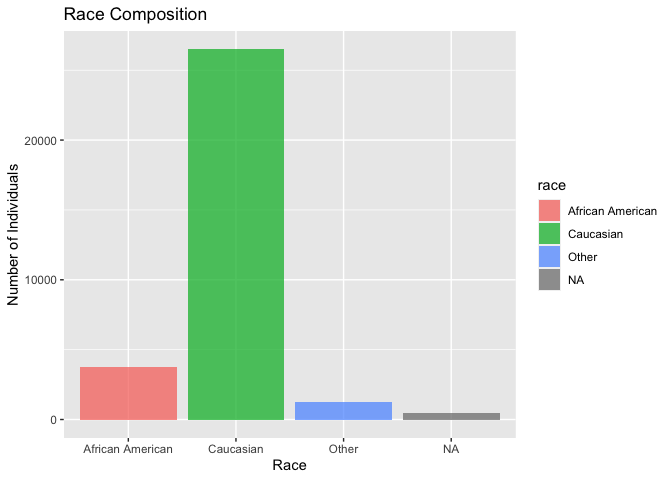 Race Composition
Number of Individuals
20000
10000
0
African American
Caucasian
Other
NA
Race
race
African American
Caucasian
Other
NA